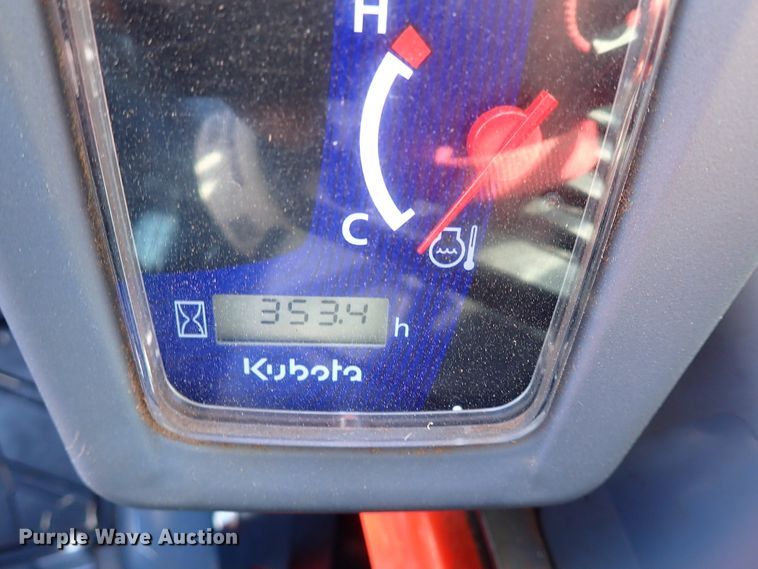 H
C
353.4 h
Kubota
Purple Wave Auction®